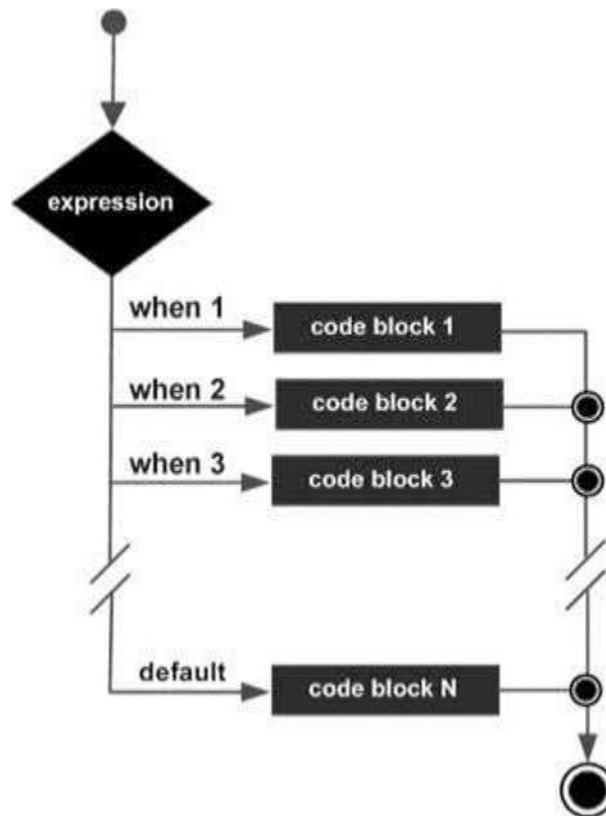 expression
when 1
code block 1
when 2
code block 2
when 3
code block 3
default
code block N